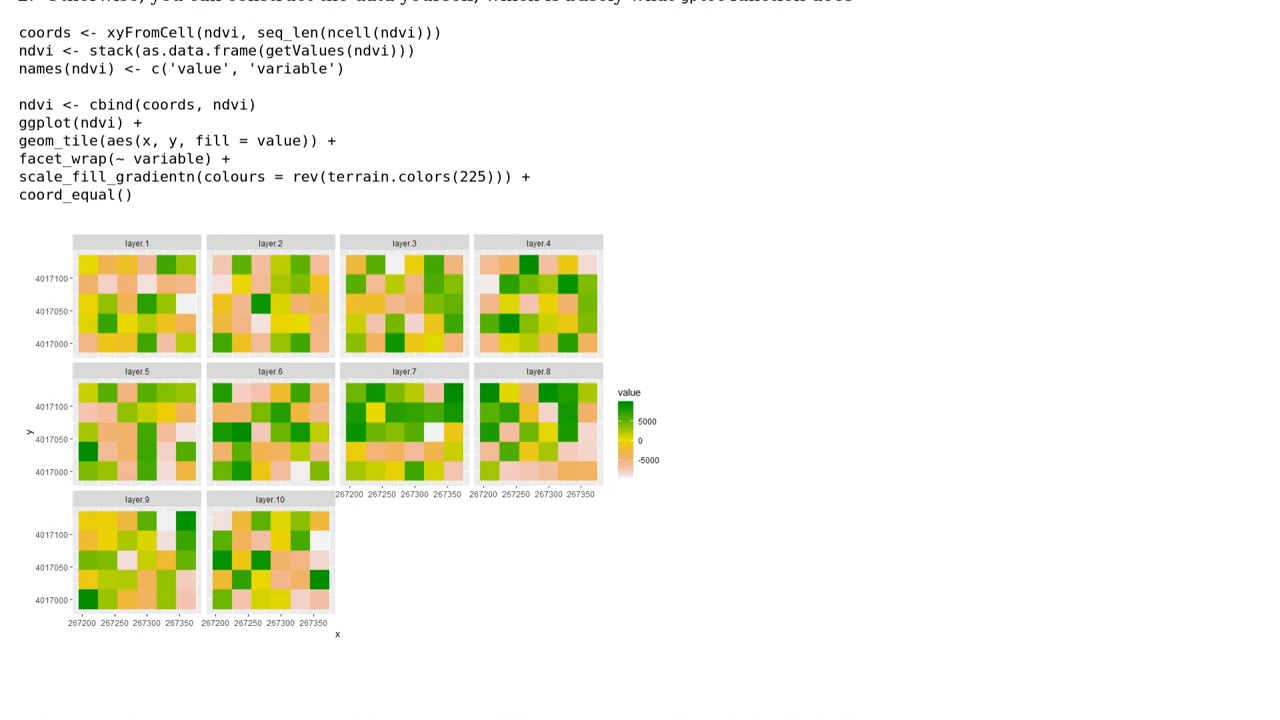 coords <- xyFromCell(ndvi, seq_len(ncell(ndvi)))
ndvi <- stack(as.data.frame(getValues(ndvi)))
names(ndvi) <- c('value', 'variable')
ndvi <- cbind(coords, ndvi)
ggplot(ndvi) +
geom_tile(aes(x, y, fill = value)) +
facet_wrap(~ variable) +
scale_fill_gradientn(colours = rev(terrain.colors(225))) +
coord_equal()
layer.1 layer.2 layer.3 layer.4
4017100
4017050
4017000
layer.5 layer.6 layer.7 layer.8
4017100
4017050
4017000
y
value
5000
0
-5000
267200 267250 267300 267350 267200 267250 267300 267350
layer.9 layer.10
4017100
4017050
4017000
267200 267250 267300 267350 267200 267250 267300 267350
x